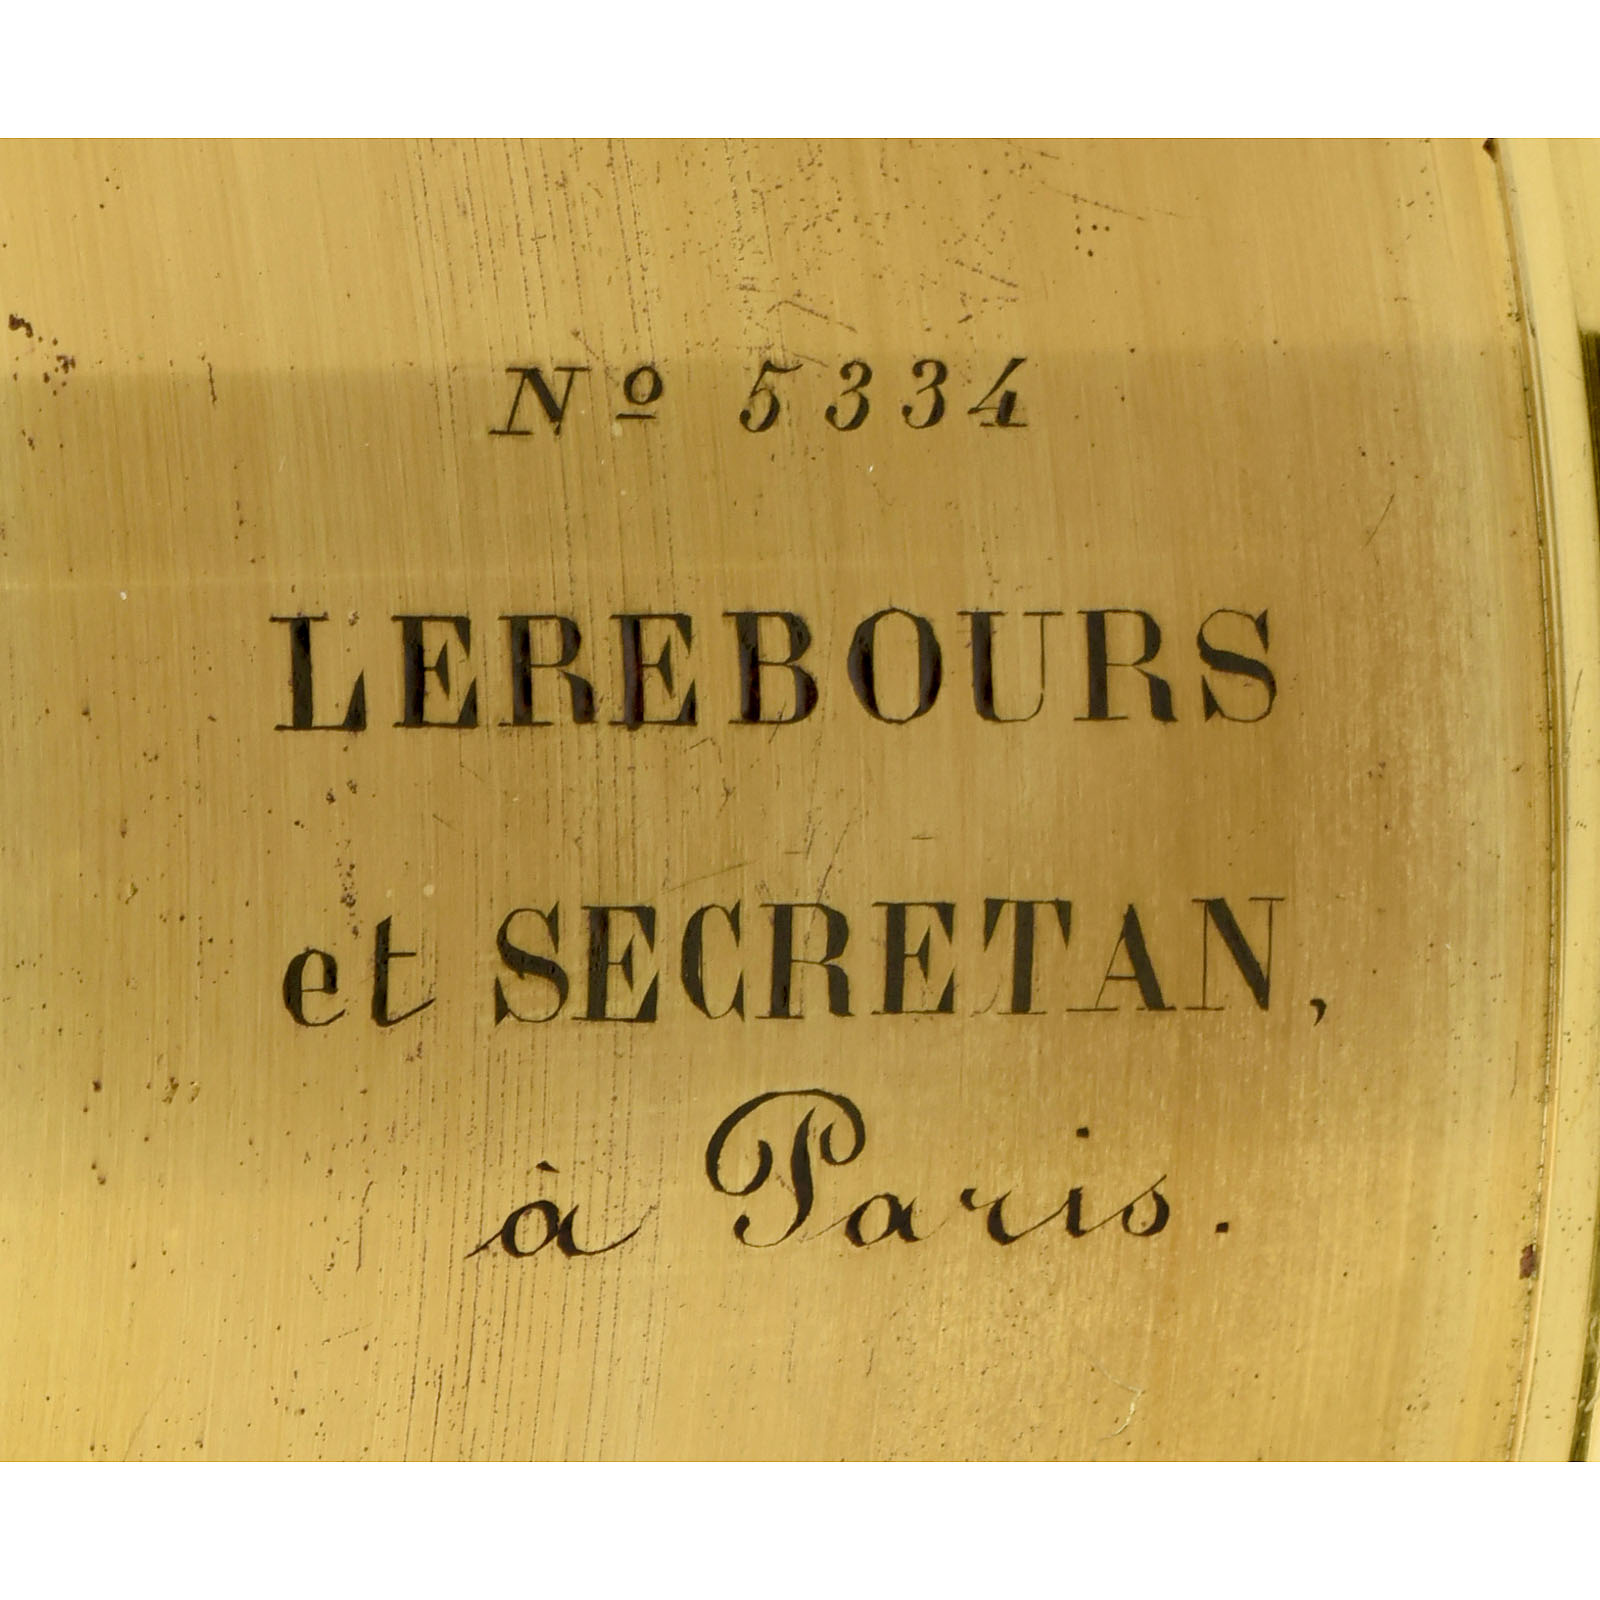 Nº 5334
LEREBOURS
et SECRETAN,
à Paris.